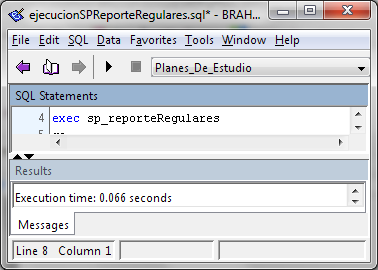 ejecucionSPReporteRegulares.sql* - BRAH...
File Edit SQL Data Favorites Tools Window Help
Planes_De_Estudio
SQL Statements
4 exec sp_reporteRegulares
5
Results
Execution time: 0.066 seconds
Messages
Line 8 Column 1